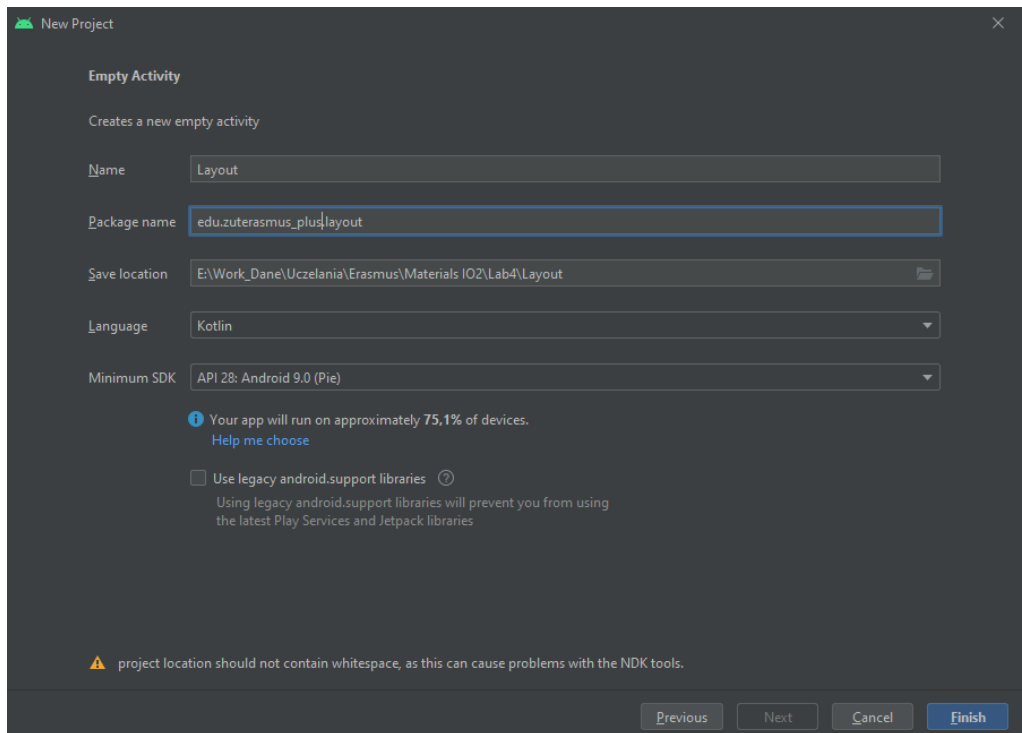 New Project
Empty Activity
Creates a new empty activity
Name Layout
Package name edu.zuterasmus_plus.layout
Save location E:\Work_Dane\Uczelania\Erasmus\Materials IO2\Lab4\Layout
Language Kotlin
Minimum SDK API 28: Android 9.0 (Pie)
Your app will run on approximately 75,1% of devices.
Help me choose
Use legacy android.support libraries ?
Using legacy android.support libraries will prevent you from using
the latest Play Services and Jetpack libraries
project location should not contain whitespace, as this can cause problems with the NDK tools.
Previous Next Cancel Finish